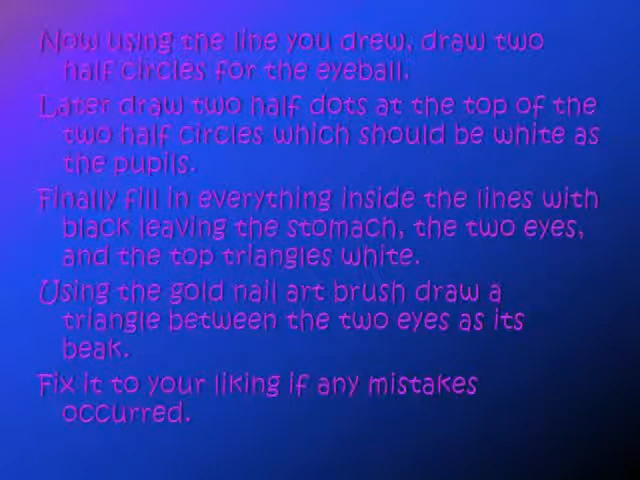 Now using the line you drew, draw two
half circles for the eyeball.
Later draw two half dots at the top of the
two half circles which should be white as
the pupils.
Finally fill in everything inside the lines with
black leaving the stomach, the two eyes,
and the top triangles white.
Using the gold nail art brush draw a
triangle between the two eyes as its
beak.
Fix it to your liking if any mistakes
occurred.